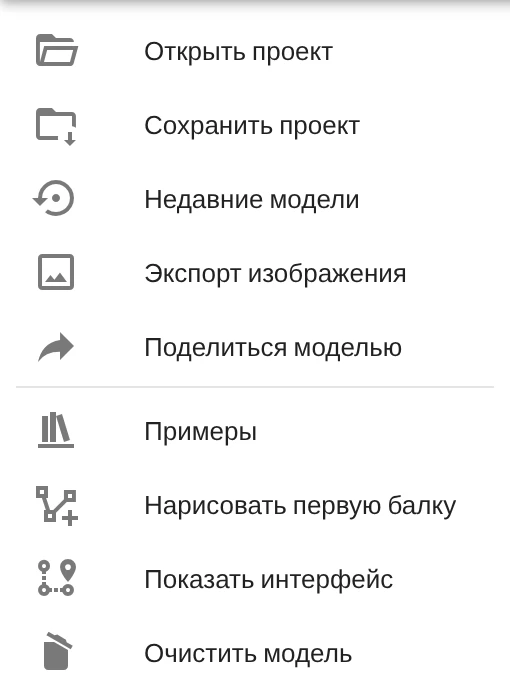 Открыть проект
Сохранить проект
Недавние модели
Экспорт изображения
Поделиться моделью
Примеры
Нарисовать первую балку
Показать интерфейс
Очистить модель